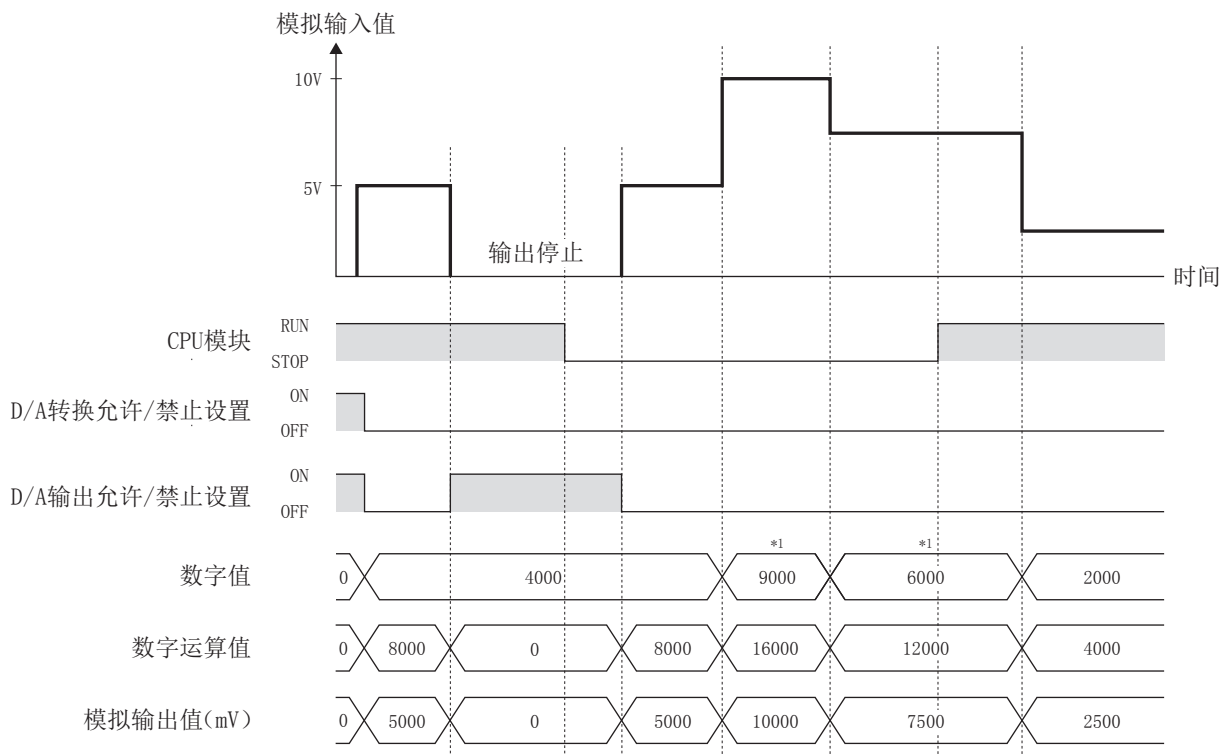 模拟输入值
10V
5V
输出停止
时间
CPU模块
RUN
STOP
D/A转换允许/禁止设置
ON
OFF
D/A输出允许/禁止设置
ON
OFF
*1 *1
数字值 0 4000 9000 6000 2000
数字运算值 0 8000 0 8000 16000 12000 4000
模拟输出值(mV) 0 5000 0 5000 10000 7500 2500